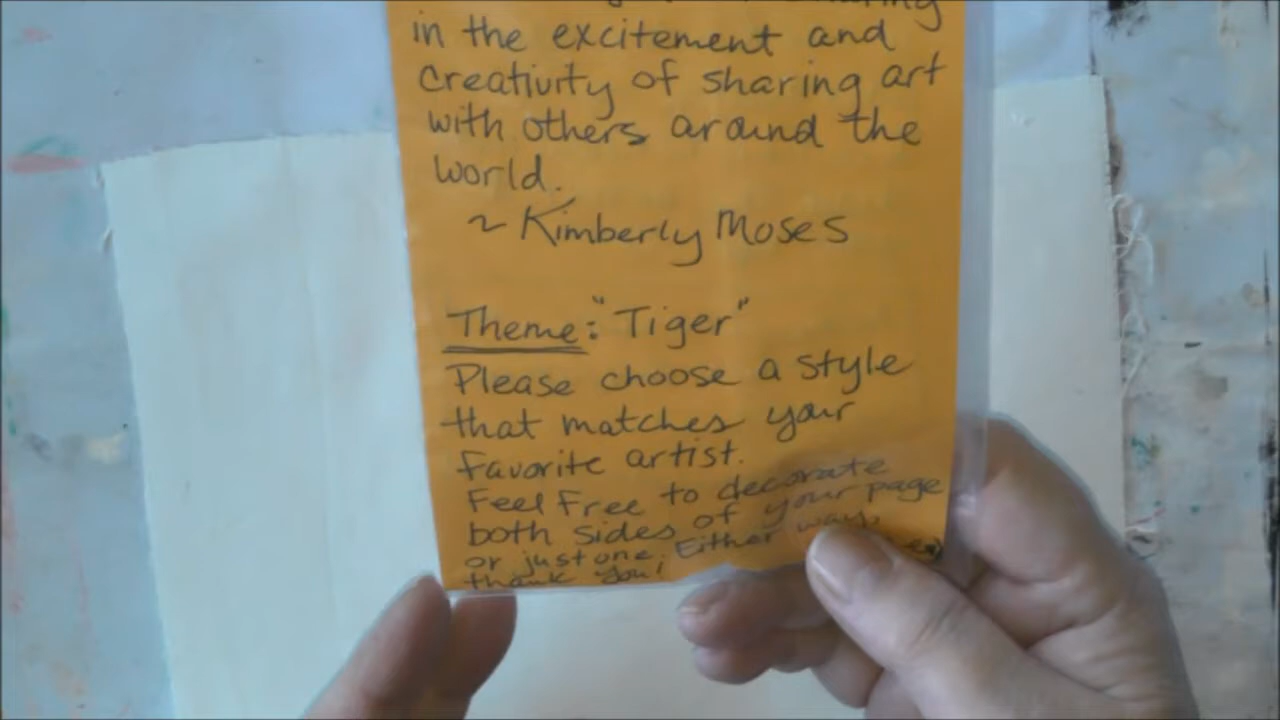 in the excitement and
creativity of sharing art
with others around the
world.
~ Kimberly Moses
Theme: "Tiger"
Please choose a style
that matches your
Favorite artist.
Feel Free to decorate
both sides of your page
or just one. Either way,
thank you!